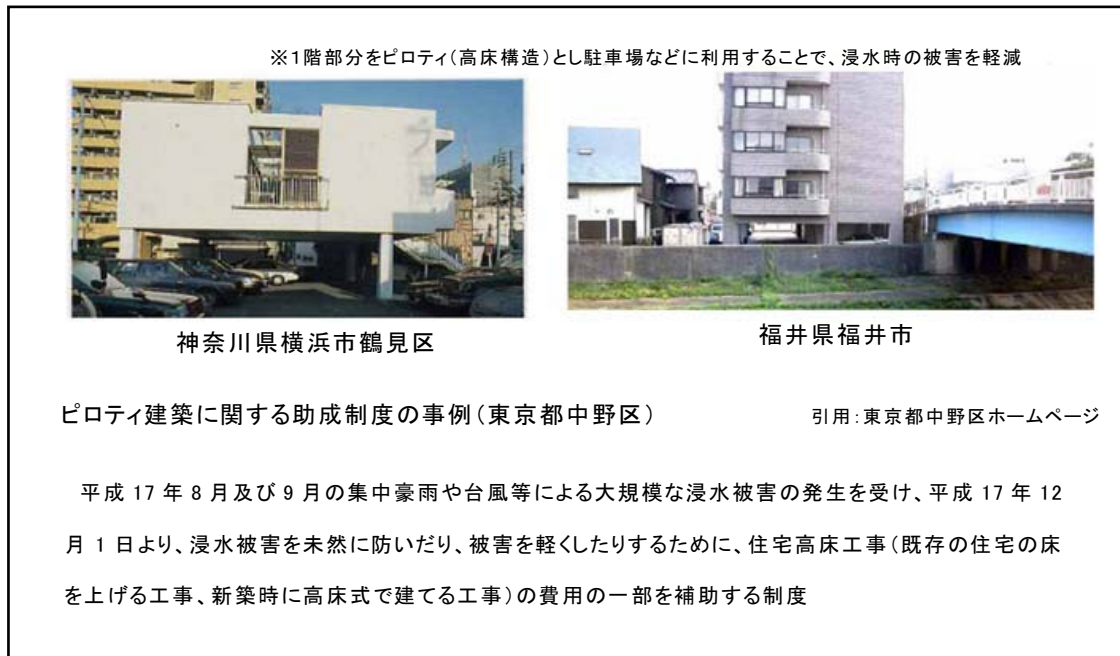 ※1階部分をピロティ(高床構造)とし駐車場などに利用することで、浸水時の被害を軽減
神奈川県横浜市鶴見区
福井県福井市
ピロティ建築に関する助成制度の事例(東京都中野区)
引用:東京都中野区ホームページ
平成 17 年 8 月及び 9 月の集中豪雨や台風等による大規模な浸水被害の発生を受け、平成 17 年 12
月 1 日より、浸水被害を未然に防いだり、被害を軽くしたりするために、住宅高床工事(既存の住宅の床
を上げる工事、新築時に高床式で建てる工事)の費用の一部を補助する制度